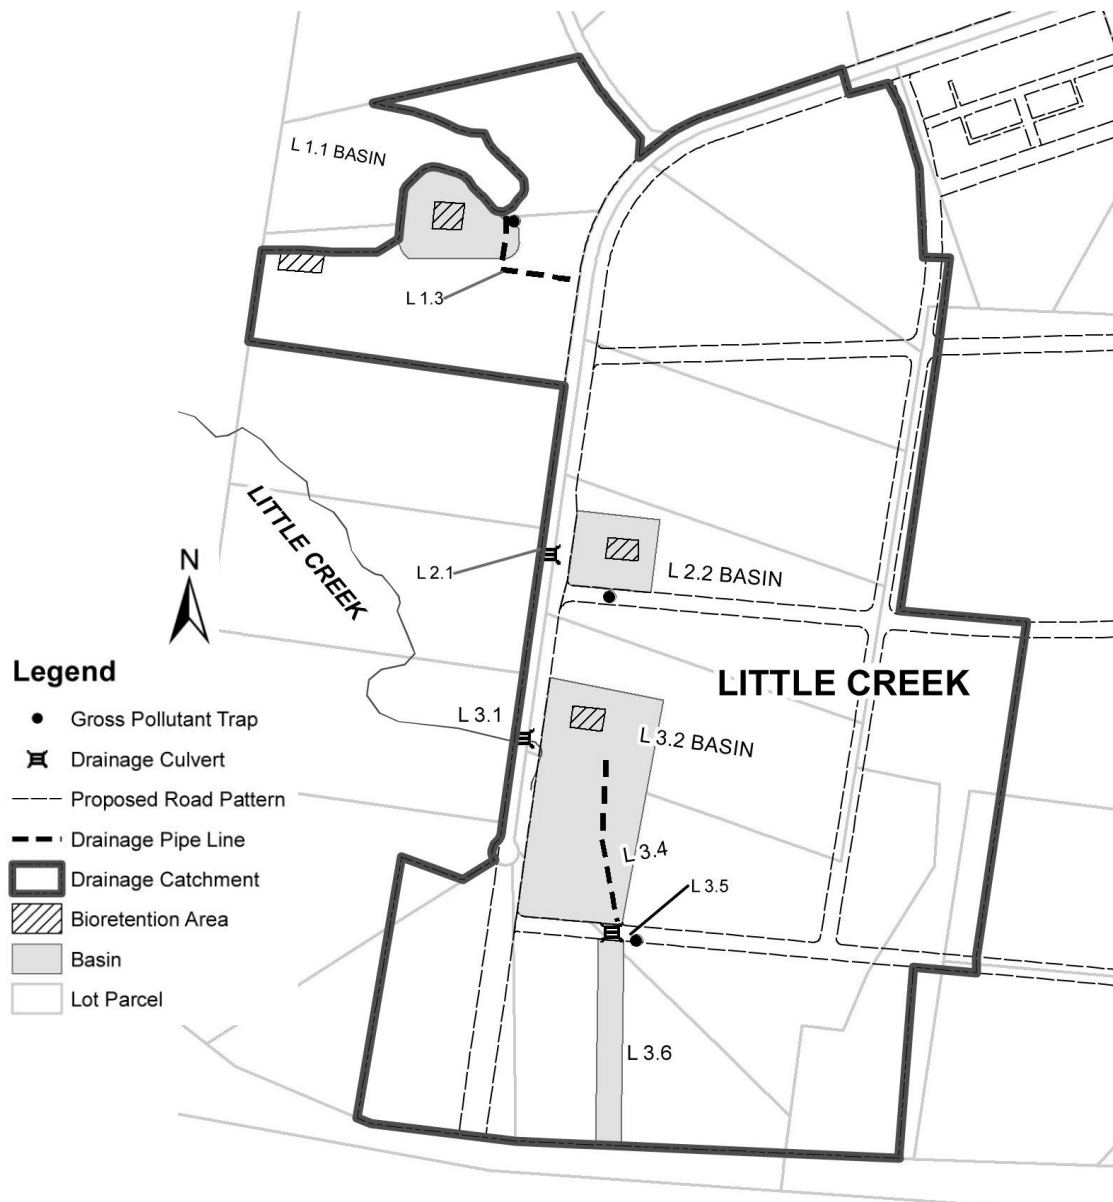 L 1.1 BASIN
L 1.3
LITTLE CREEK
L 2.1
L 2.2 BASIN
N
LITTLE CREEK
L 3.1
L 3.2 BASIN
L 3.4
L 3.5
L 3.6
Legend
Gross Pollutant Trap
Drainage Culvert
Proposed Road Pattern
Drainage Pipe Line
Drainage Catchment
Bioretention Area
Basin
Lot Parcel